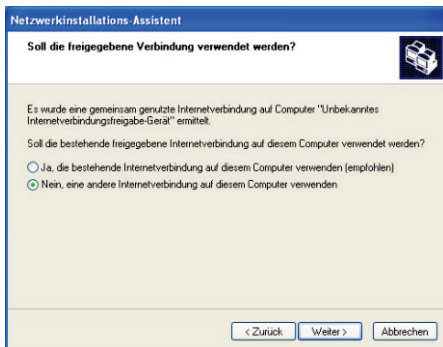 Netzwerkinstallations-Assistent
Soll die freigegebene Verbindung verwendet werden?
Es wurde eine gemeinsam genutzte Internetverbindung auf Computer "Unbekanntes
Internetverbindungsfreigabe-Gerät" ermittelt.
Soll die bestehende freigegebene Internetverbindung auf diesem Computer verwendet werden?
Ja, die bestehende Internetverbindung auf diesem Computer verwenden (empfohlen)
Nein, eine andere Internetverbindung auf diesem Computer verwenden
< Zurück Weiter > Abbrechen